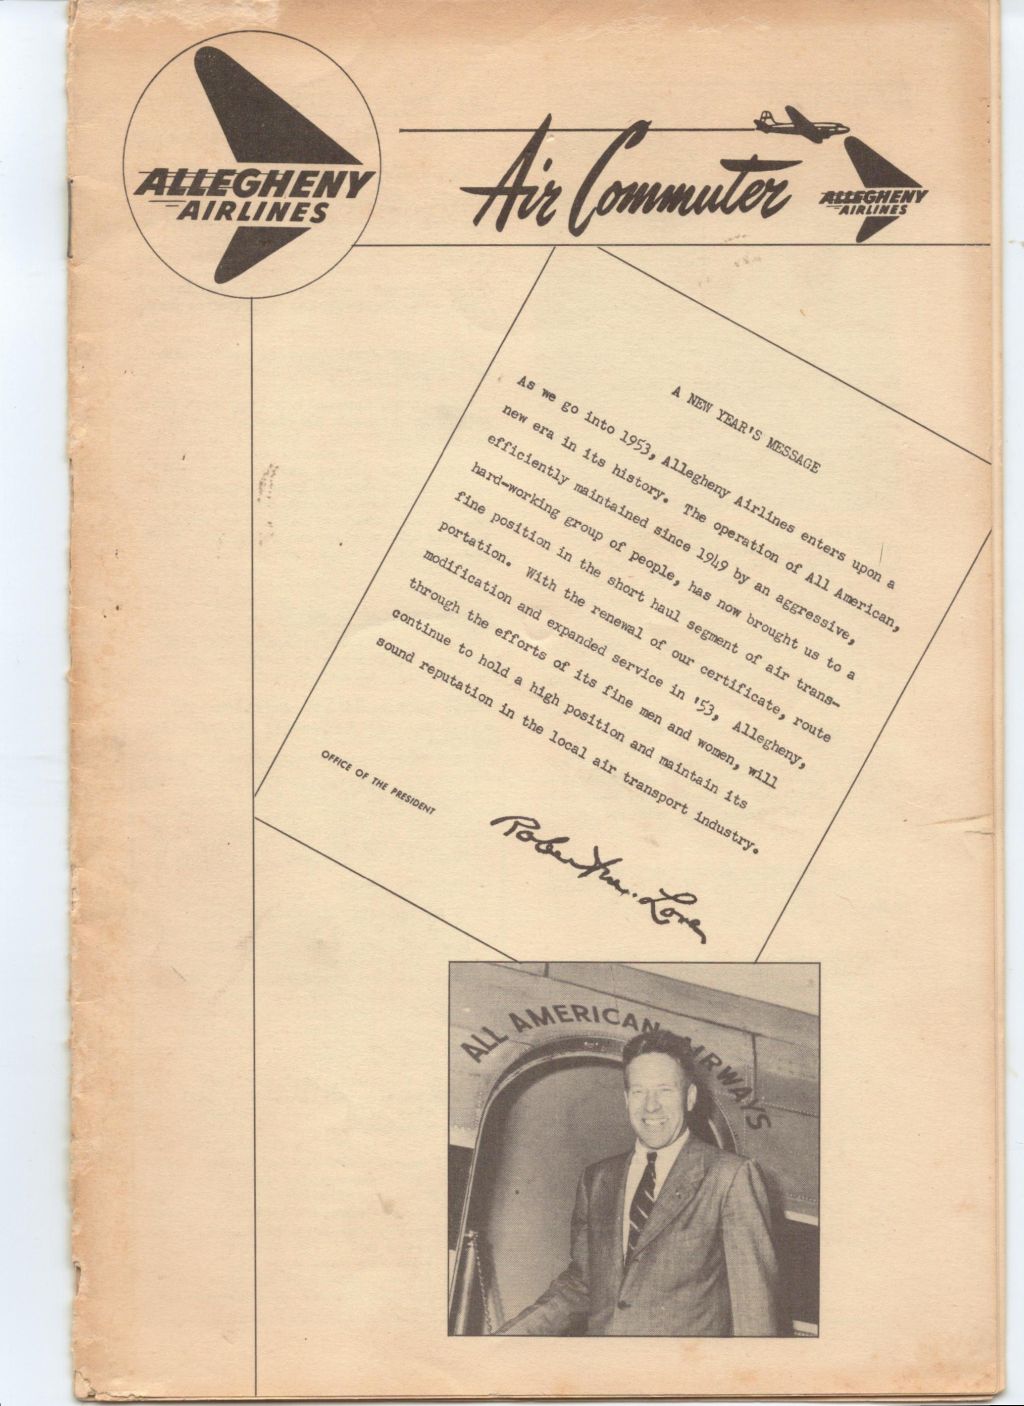 ALLEGHENY
AIRLINES
Air Commuter
ALLEGHENY
AIRLINES
A NEW YEAR'S MESSAGE
As we go into 1953, Allegheny Airlines enters upon a
new era in its history. The operation of All American,
efficiently maintained since 1949 by an aggressive,
hard-working group of people, has now brought us to a
fine position in the short haul segment of air trans-
portation. With the renewal of our certificate, route
modification and expanded service in '53, Allegheny,
through the efforts of its fine men and women, will
continue to hold a high position and maintain its
sound reputation in the local air transport industry.
OFFICE OF THE PRESIDENT
Robert M. Love
ALL AMERICAN AIRWAYS